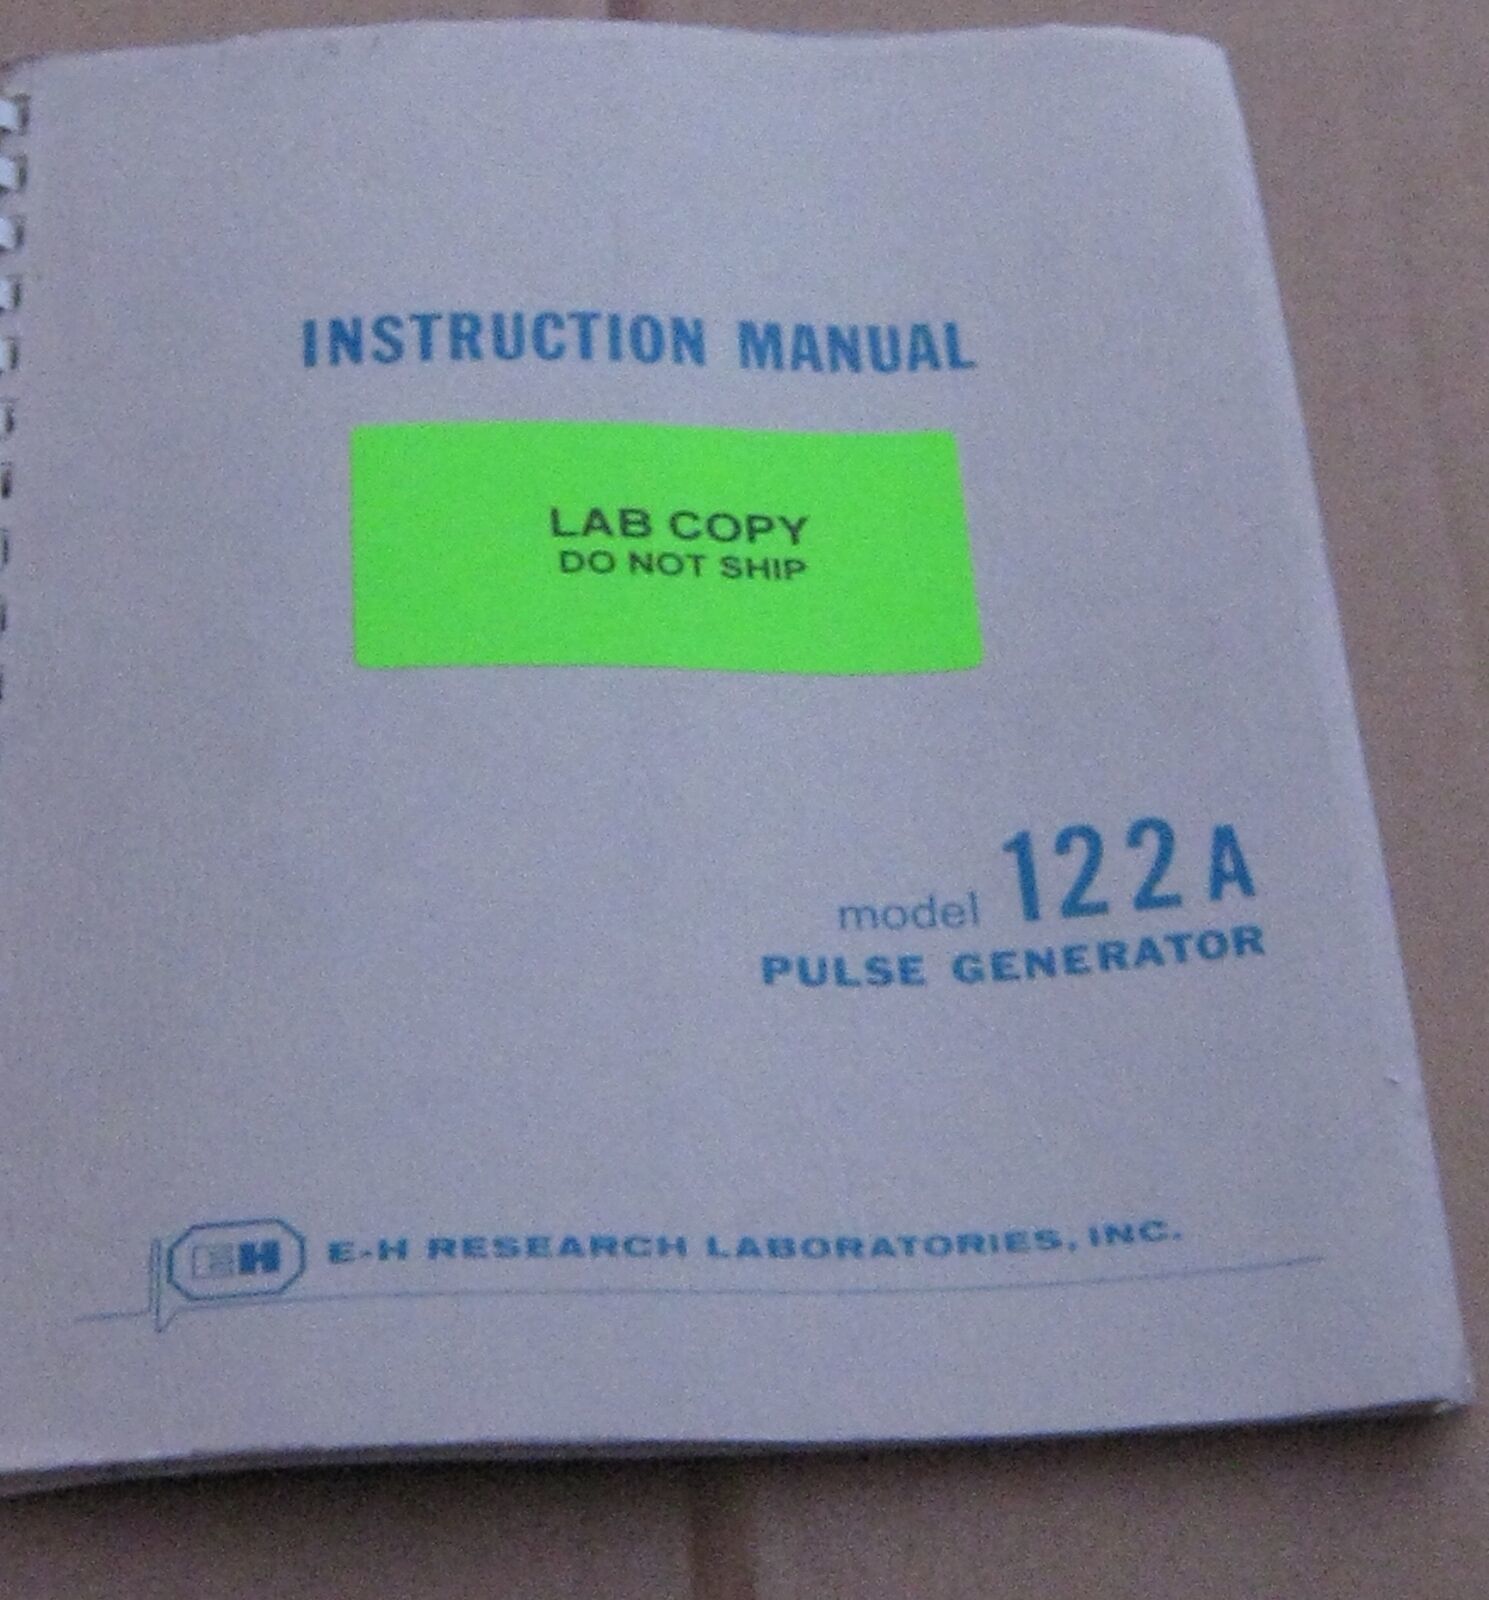 INSTRUCTION MANUAL
LAB COPY
DO NOT SHIP
model 122A
PULSE GENERATOR
EH E-H RESEARCH LABORATORIES, INC.